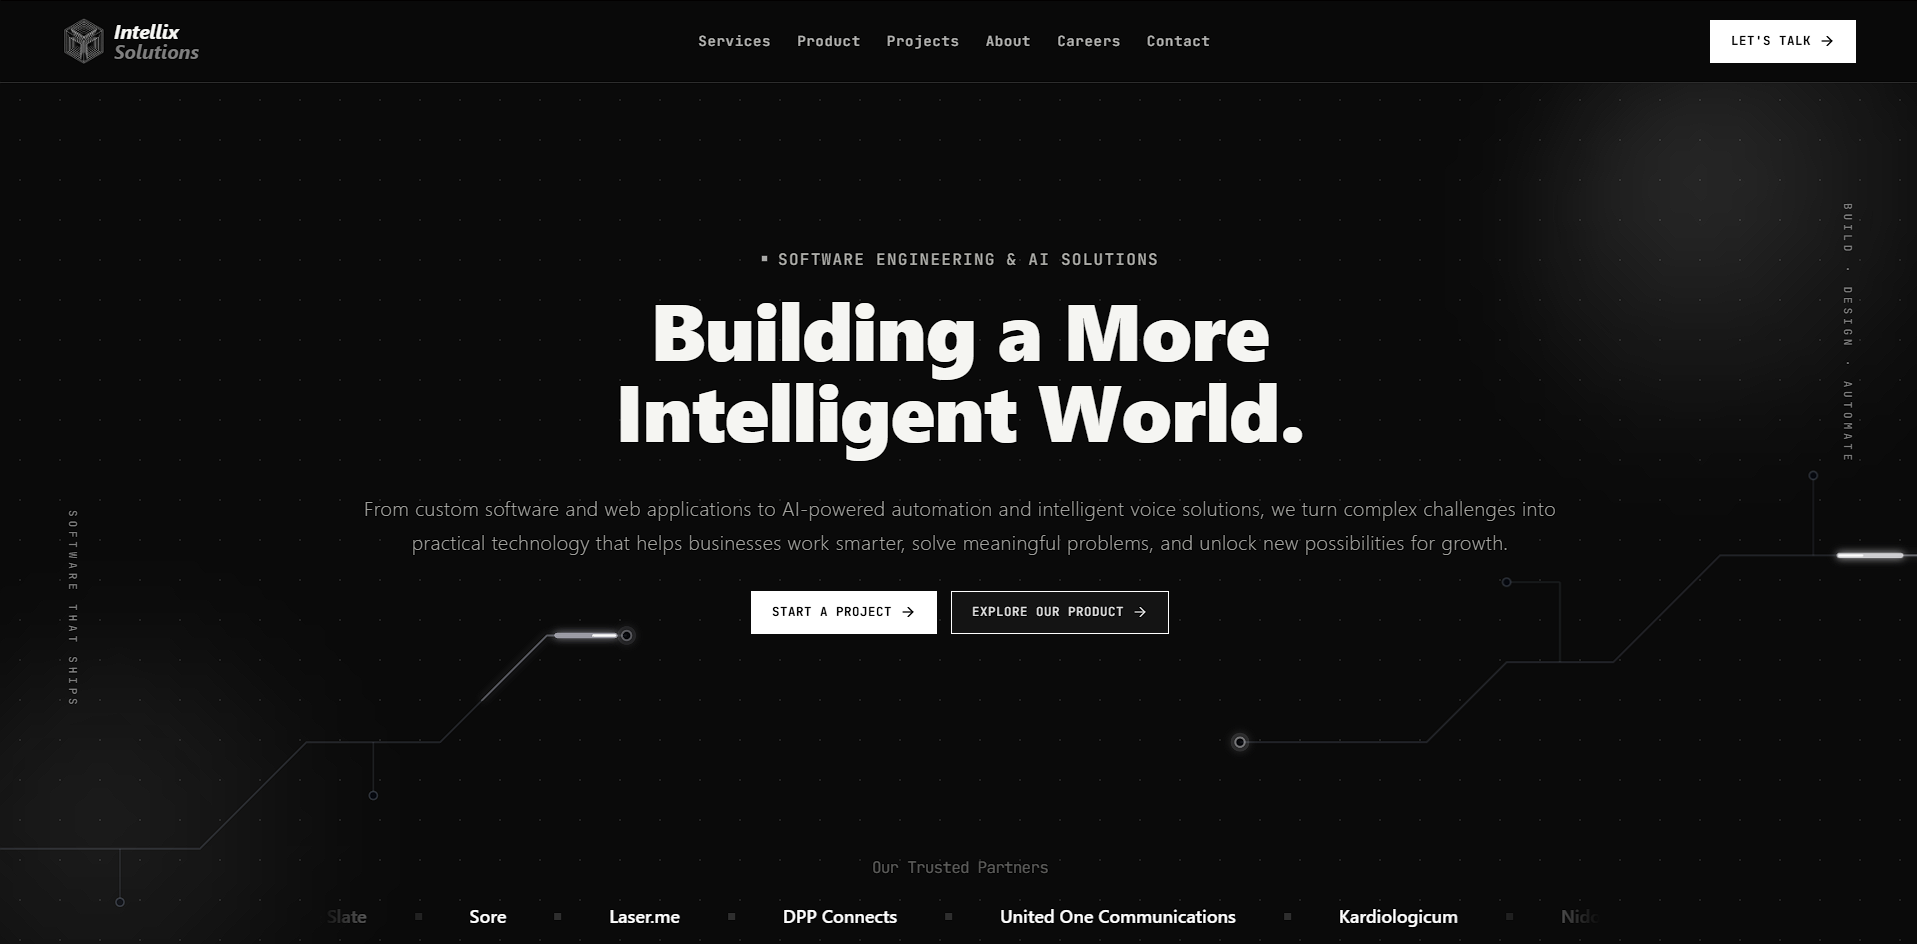 Intellix
Solutions
Services
Product
Projects
About
Careers
Contact
LET'S TALK
BUILD · DESIGN · AUTOMATE
SOFTWARE ENGINEERING & AI SOLUTIONS
Building a More
Intelligent World.
From custom software and web applications to AI-powered automation and intelligent voice solutions, we turn complex challenges into
practical technology that helps businesses work smarter, solve meaningful problems, and unlock new possibilities for growth.
SOFTWARE THAT SHIPS
START A PROJECT
EXPLORE OUR PRODUCT
Our Trusted Partners
Slate
Sore
Laser.me
DPP Connects
United One Communications
Kardiologicum